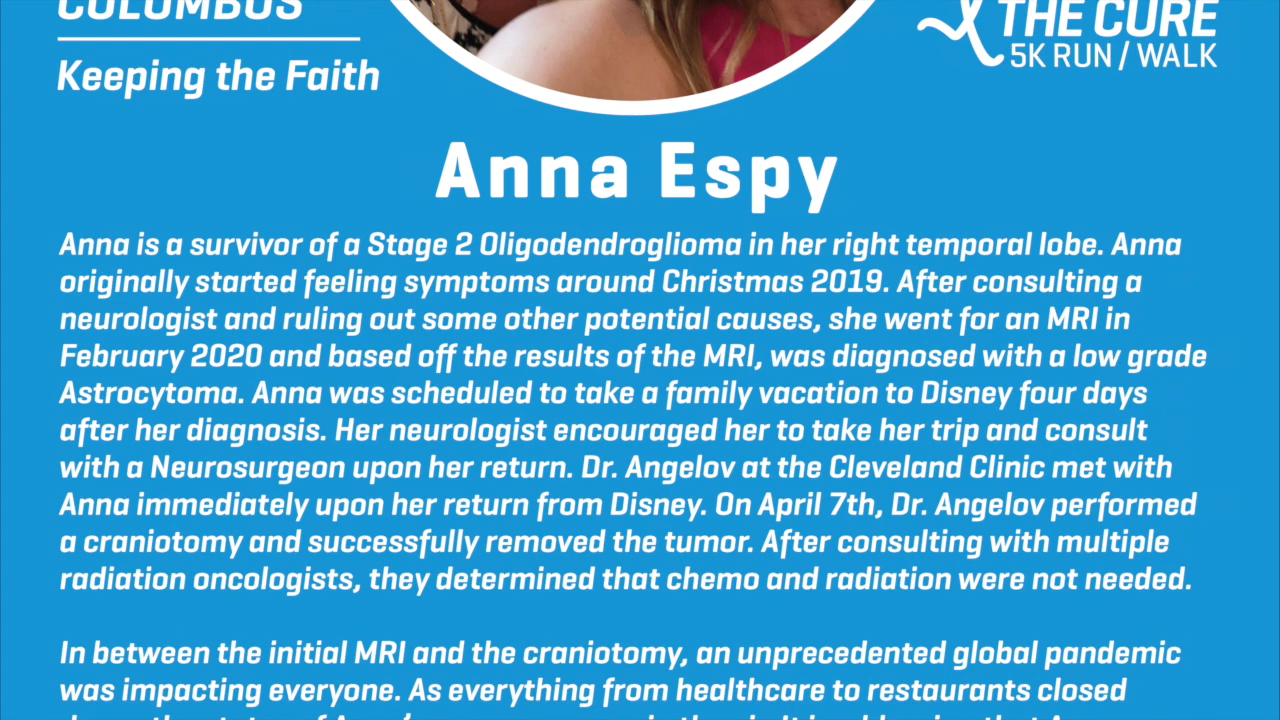 COLUMBUS
Keeping the Faith
THE CURE
5K RUN / WALK
Anna Espy
Anna is a survivor of a Stage 2 Oligodendroglioma in her right temporal lobe. Anna
originally started feeling symptoms around Christmas 2019. After consulting a
neurologist and ruling out some other potential causes, she went for an MRI in
February 2020 and based off the results of the MRI, was diagnosed with a low grade
Astrocytoma. Anna was scheduled to take a family vacation to Disney four days
after her diagnosis. Her neurologist encouraged her to take her trip and consult
with a Neurosurgeon upon her return. Dr. Angelov at the Cleveland Clinic met with
Anna immediately upon her return from Disney. On April 7th, Dr. Angelov performed
a craniotomy and successfully removed the tumor. After consulting with multiple
radiation oncologists, they determined that chemo and radiation were not needed.
In between the initial MRI and the craniotomy, an unprecedented global pandemic
was impacting everyone. As everything from healthcare to restaurants closed